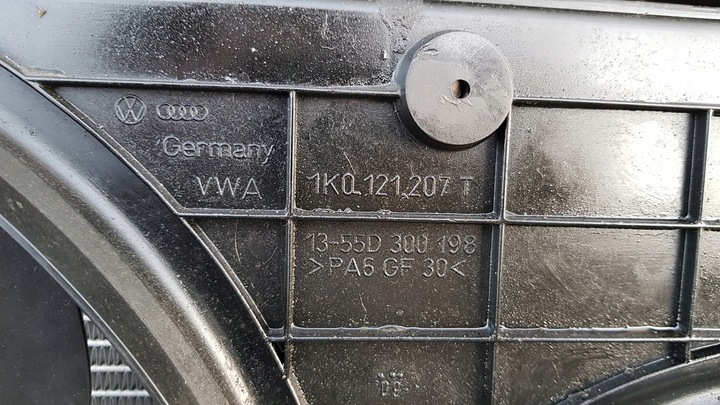 Germany
VWA
1K0.121.207 T
13-55D 300 198
>PA6 GF 30<